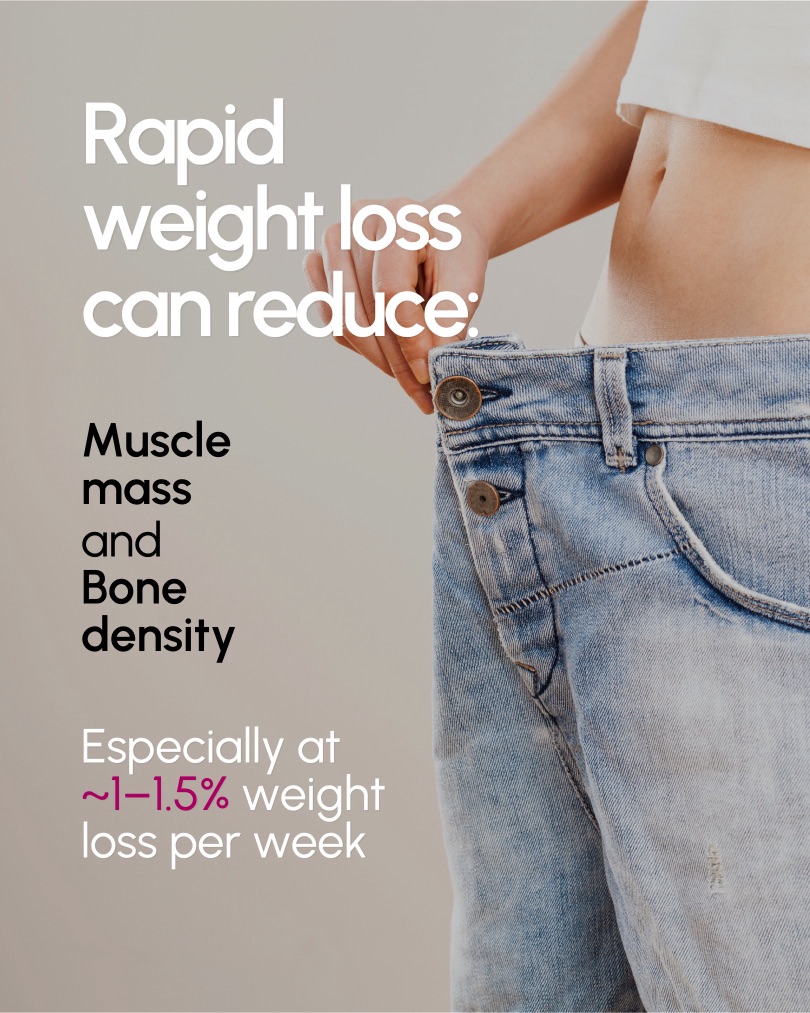 Rapid
weight loss
can reduce:
Muscle
mass
and
Bone
density
Especially at
~1–1.5% weight
loss per week